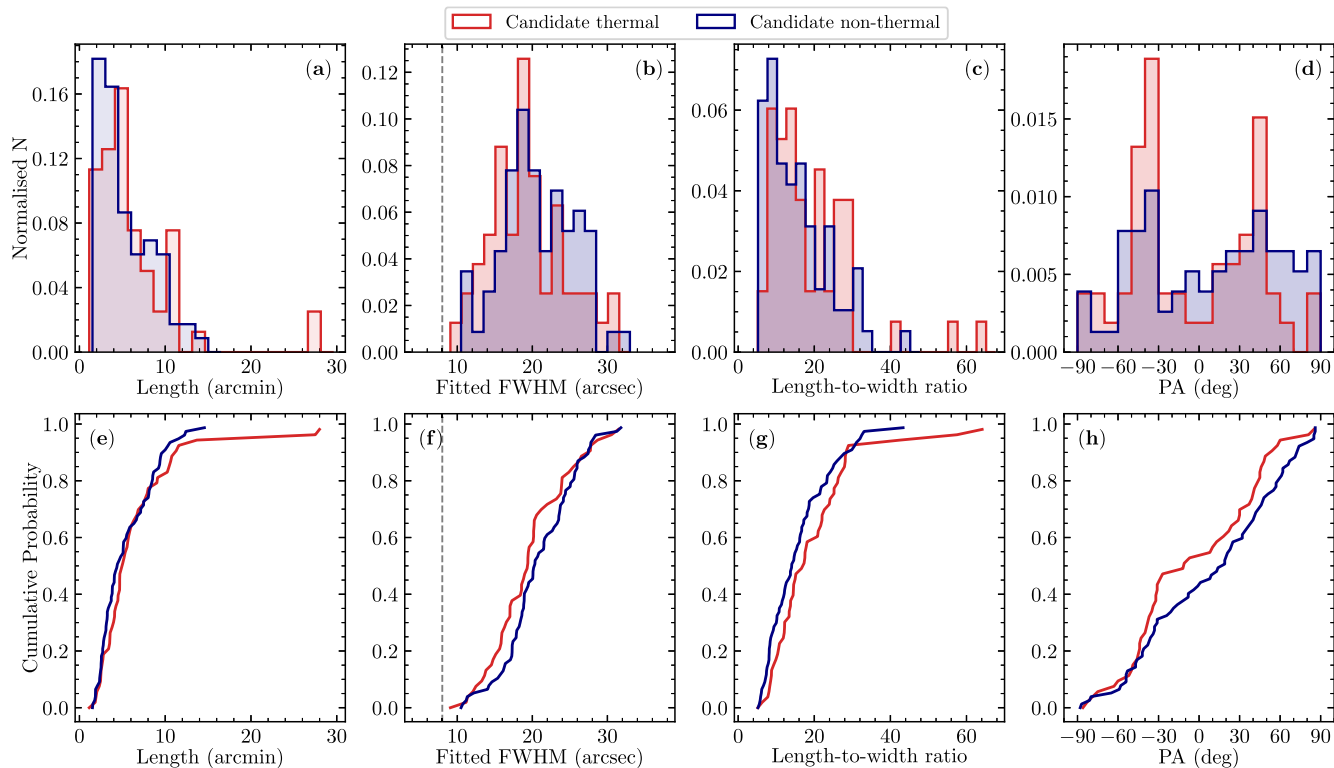 Candidate thermal Candidate non-thermal
(a) (b) (c) (d)
Normalised N
0.00 0.04 0.08 0.12 0.16
0.00 0.02 0.04 0.06 0.08 0.10 0.12
0.00 0.02 0.04 0.06
0.000 0.005 0.010 0.015
0 10 20 30
10 20 30
0 20 40 60
−90 −60 −30 0 30 60 90
Length (arcmin) Fitted FWHM (arcsec) Length-to-width ratio PA (deg)
(e) (f) (g) (h)
Cumulative Probability
0.0 0.2 0.4 0.6 0.8 1.0
0.0 0.2 0.4 0.6 0.8 1.0
0.0 0.2 0.4 0.6 0.8 1.0
0.0 0.2 0.4 0.6 0.8 1.0
0 10 20 30
10 20 30
0 20 40 60
−90 −60 −30 0 30 60 90
Length (arcmin) Fitted FWHM (arcsec) Length-to-width ratio PA (deg)